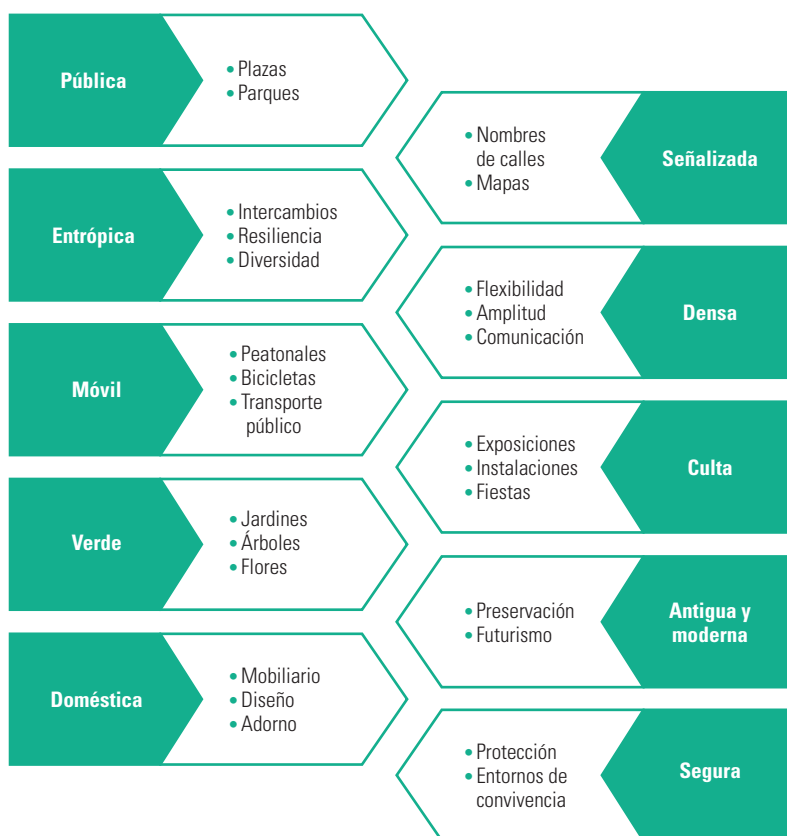 Pública
• Plazas
• Parques
• Nombres
de calles
• Mapas
Señalizada
Entrópica
• Intercambios
• Resiliencia
• Diversidad
• Flexibilidad
• Amplitud
• Comunicación
Densa
Móvil
• Peatonales
• Bicicletas
• Transporte
público
• Exposiciones
• Instalaciones
• Fiestas
Culta
Verde
• Jardines
• Árboles
• Flores
• Preservación
• Futurismo
Antigua y
moderna
Doméstica
• Mobiliario
• Diseño
• Adorno
• Protección
• Entornos de
convivencia
Segura